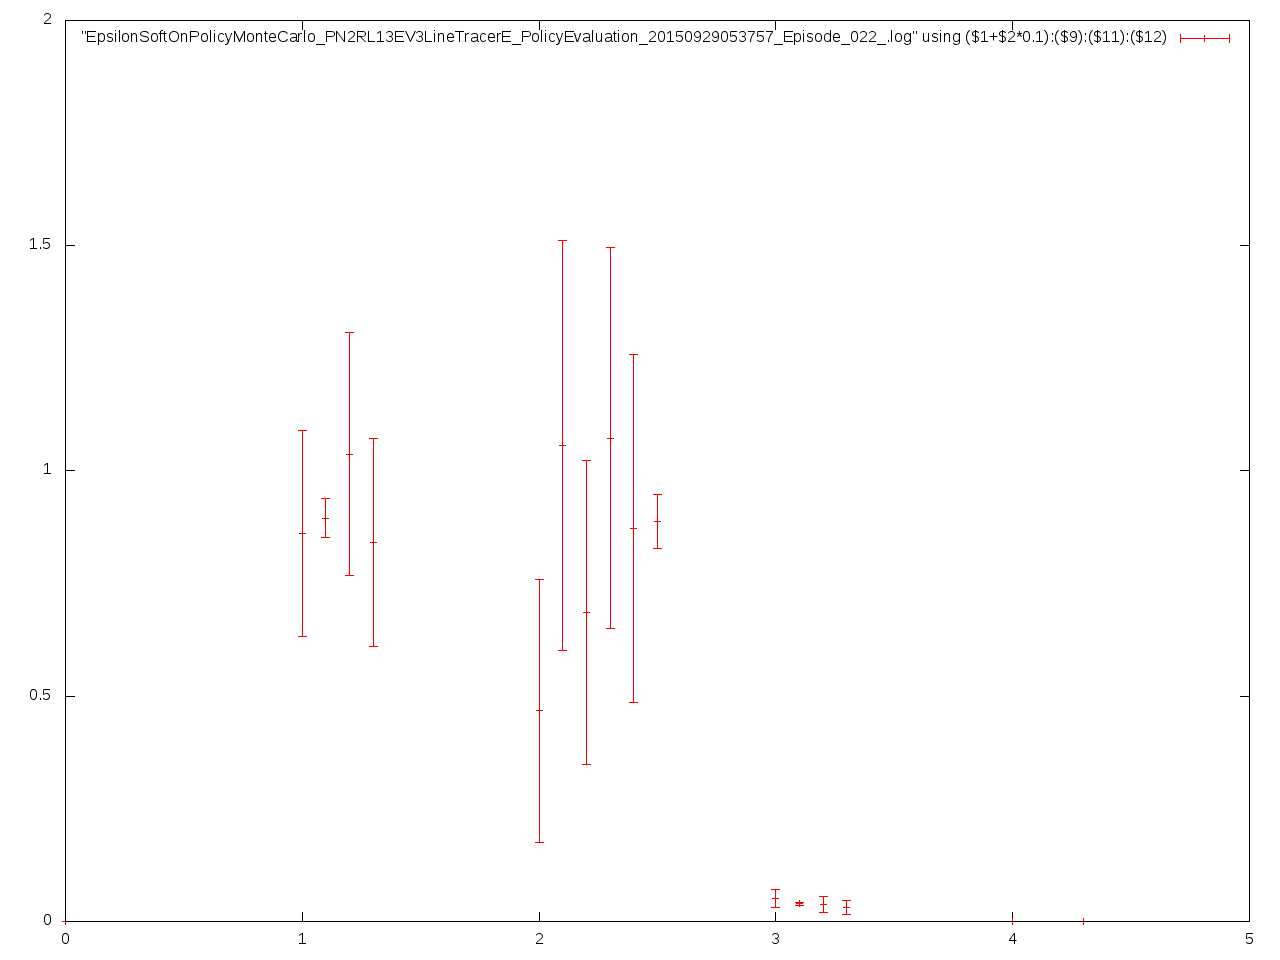 2
"EpsilonSoftOnPolicyMonteCarlo_PN2RL13EV3LineTracerE_PolicyEvaluation_20150929053757_Episode_022_.log" using ($1+$2*0.1):($9):($11):($12)
1.5
1
0.5
0
0 1 2 3 4 5